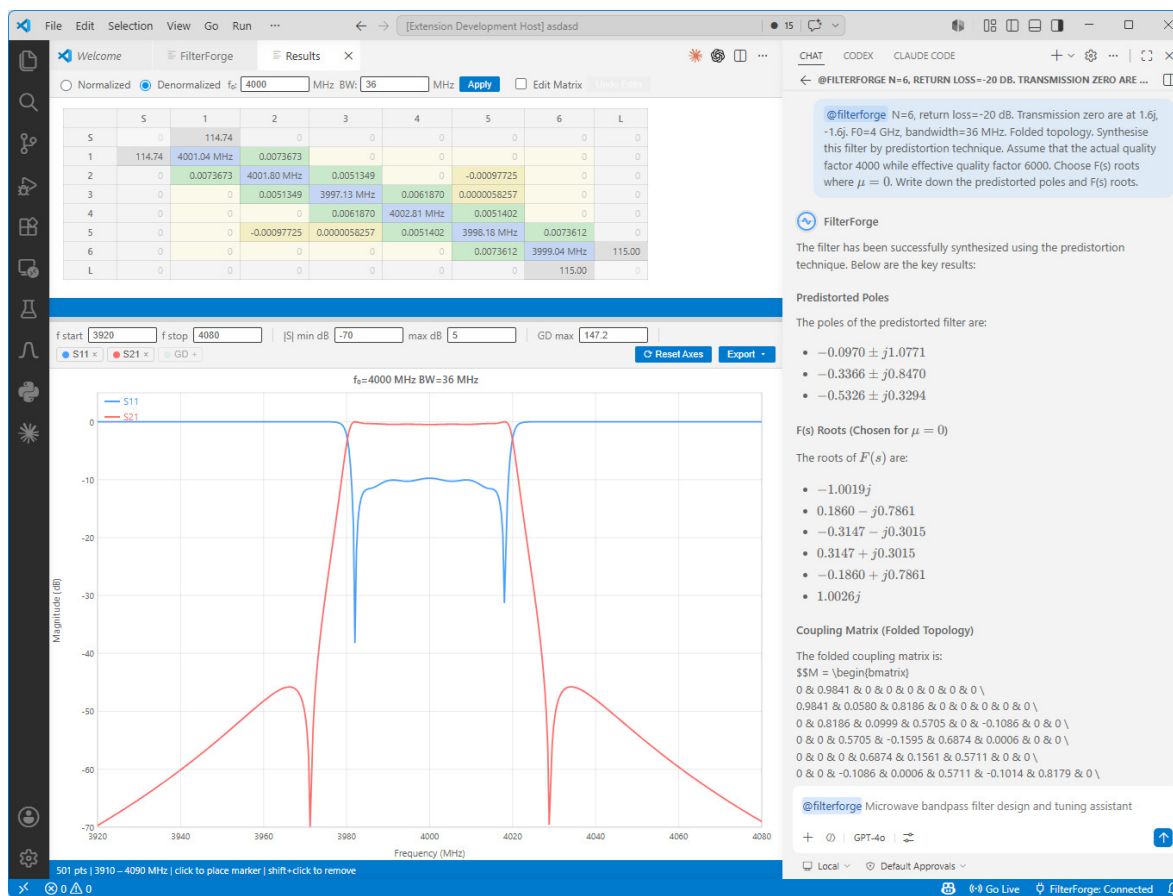 File Edit Selection View Go Run ··· [Extension Development Host] asdasd 15
Welcome FilterForge Results
Normalized Denormalized f₀: 4000 MHz BW: 36 MHz Apply Edit Matrix
S 1 2 3 4 5 6 L
S 0 114.74 0 0 0 0 0 0
1 114.74 4001.04 MHz 0.0073673 0 0 0 0 0
2 0 0.0073673 4001.80 MHz 0.0051349 0 -0.00097725 0 0
3 0 0 0.0051349 3997.13 MHz 0.0061870 0.0000058257 0 0
4 0 0 0 0.0061870 4002.81 MHz 0.0051402 0 0
5 0 0 -0.00097725 0.0000058257 0.0051402 3998.18 MHz 0.0073612 0
6 0 0 0 0 0 0.0073612 3999.04 MHz 115.00
L 0 0 0 0 0 0 115.00 0
f start 3920 f stop 4080 |S| min dB -70 max dB 5 GD max 147.2
S11 × S21 × GD + Reset Axes Export
f₀=4000 MHz BW=36 MHz
S11
S21
0
-10
-20
-30
-40
-50
-60
-70
Magnitude (dB)
3920 3940 3960 3980 4000 4020 4040 4060 4080
Frequency (MHz)
501 pts | 3910 – 4090 MHz | click to place marker | shift+click to remove
CHAT CODEX CLAUDE CODE
@FILTERFORGE N=6, RETURN LOSS=-20 DB. TRANSMISSION ZERO ARE ...
@filterforge N=6, return loss=-20 dB. Transmission zero are at 1.6j,
-1.6j. F0=4 GHz, bandwidth=36 MHz. Folded topology. Synthesise
this filter by predistortion technique. Assume that the actual quality
factor 4000 while effective quality factor 6000. Choose F(s) roots
where μ = 0. Write down the predistorted poles and F(s) roots.
FilterForge
The filter has been successfully synthesized using the predistortion
technique. Below are the key results:
Predistorted Poles
The poles of the predistorted filter are:
• −0.0970 ± j1.0771
• −0.3366 ± j0.8470
• −0.5326 ± j0.3294
F(s) Roots (Chosen for μ = 0)
The roots of F(s) are:
• −1.0019j
• 0.1860 − j0.7861
• −0.3147 − j0.3015
• 0.3147 + j0.3015
• −0.1860 + j0.7861
• 1.0026j
Coupling Matrix (Folded Topology)
The folded coupling matrix is:
$$M = \begin{bmatrix}
0 & 0.9841 & 0 & 0 & 0 & 0 & 0 & 0 \
0.9841 & 0.0580 & 0.8186 & 0 & 0 & 0 & 0 & 0 \
0 & 0.8186 & 0.0999 & 0.5705 & 0 & -0.1086 & 0 & 0 \
0 & 0 & 0.5705 & -0.1595 & 0.6874 & 0.0006 & 0 & 0 \
0 & 0 & 0 & 0.6874 & 0.1561 & 0.5711 & 0 & 0 \
0 & 0 & -0.1086 & 0.0006 & 0.5711 & -0.1014 & 0.8179 & 0 \
@filterforge Microwave bandpass filter design and tuning assistant
GPT-4o
Local Default Approvals
0 0 Go Live FilterForge: Connected